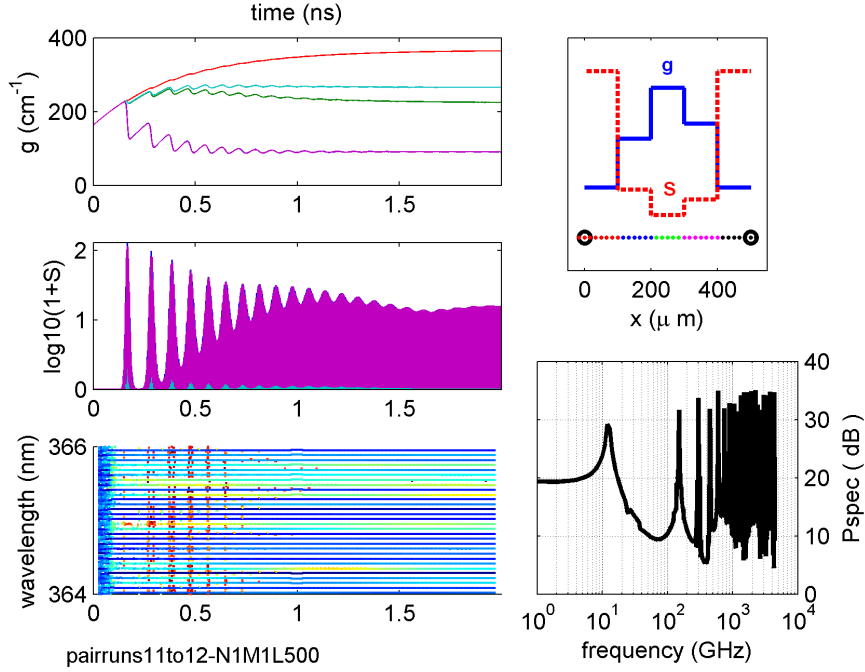 time (ns)
400
200
0
g (cm-1)
0 0.5 1 1.5
2
1
0
log10(1+S)
0 0.5 1 1.5
366
364
wavelength (nm)
0 0.5 1 1.5
pairruns11to12-N1M1L500
g
S
0 200 400
x (μ m)
40
30
20
10
0
Pspec ( dB)
10^0 10^1 10^2 10^3 10^4
frequency (GHz)